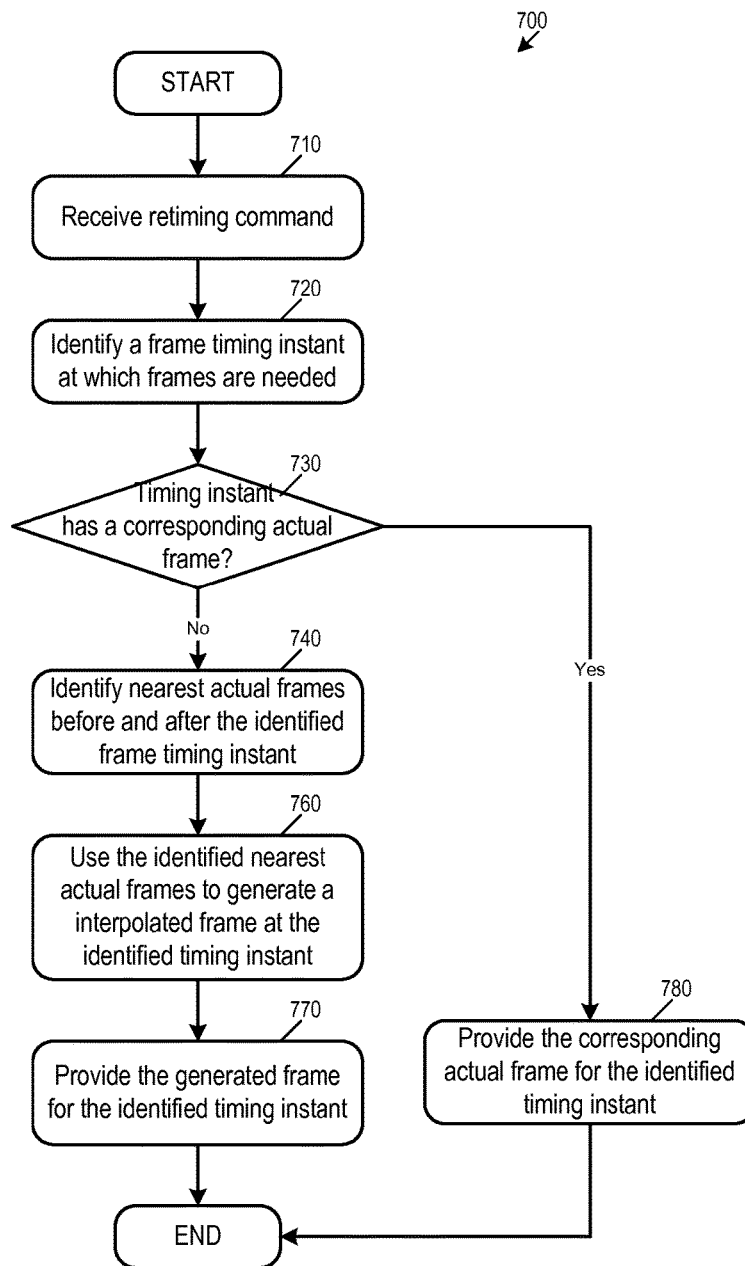 700
START
710
Receive retiming command
720
Identify a frame timing instant
at which frames are needed
730
Timing instant
has a corresponding actual
frame?
No
Yes
740
Identify nearest actual frames
before and after the identified
frame timing instant
760
Use the identified nearest
actual frames to generate a
interpolated frame at the
identified timing instant
770
Provide the generated frame
for the identified timing instant
780
Provide the corresponding
actual frame for the identified
timing instant
END